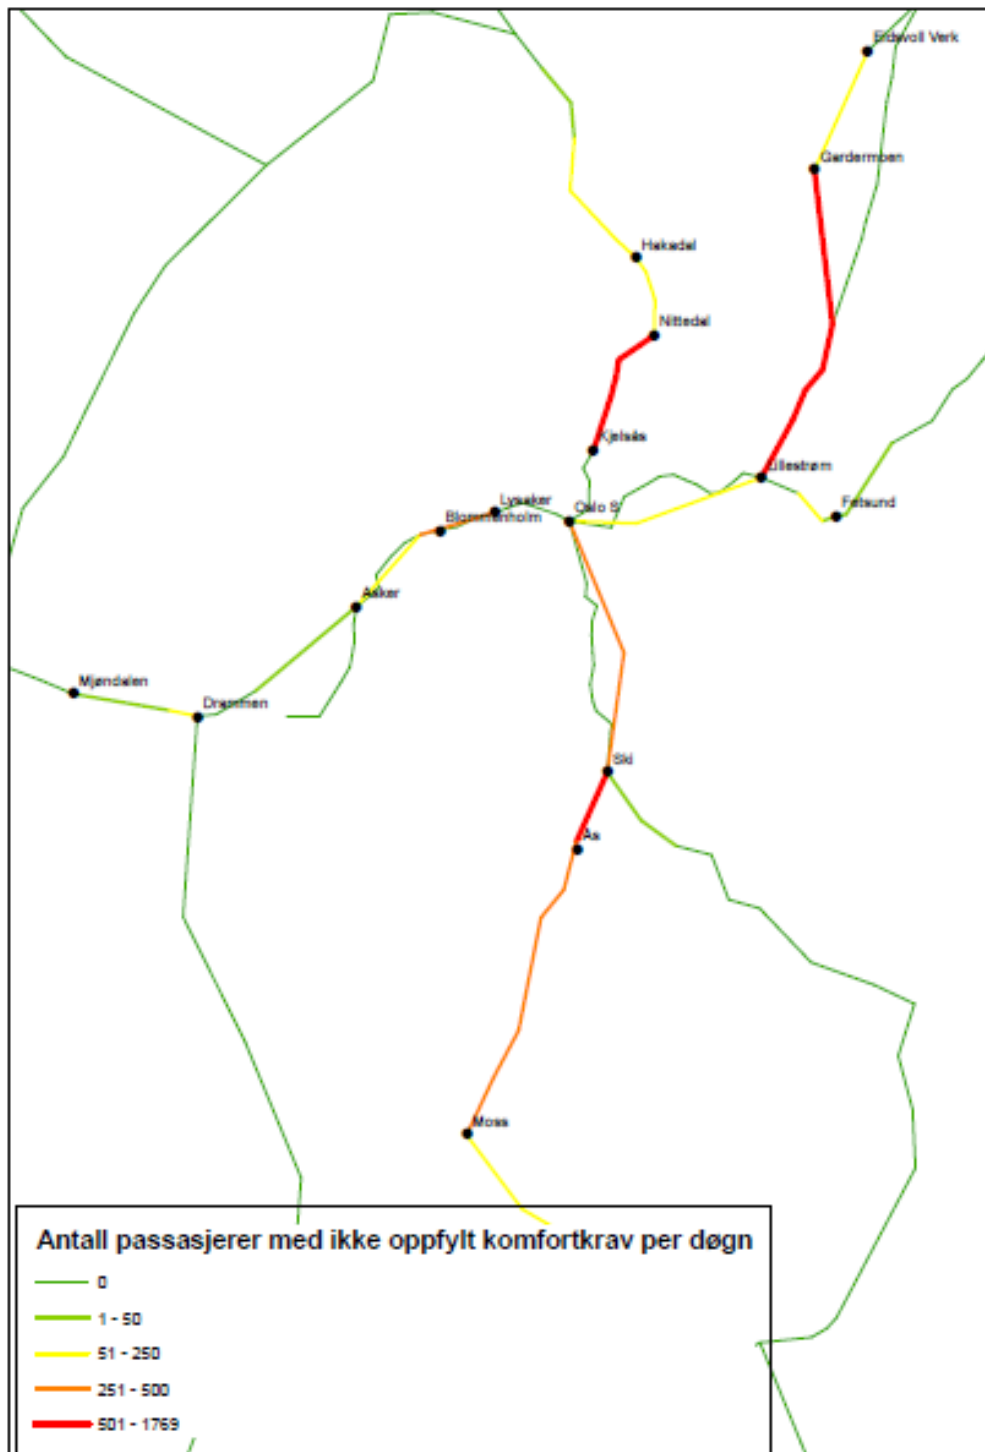 Eidsvoll Verk
Gardermoen
Hakadal
Nittedal
Kjelsås
Lillestrøm
Fetsund
Lysaker
Oslo S
Blommenholm
Asker
Mjøndalen
Drammen
Ski
Ås
Moss
Antall passasjerer med ikke oppfylt komfortkrav per døgn
0
1 - 50
51 - 250
251 - 500
501 - 1769